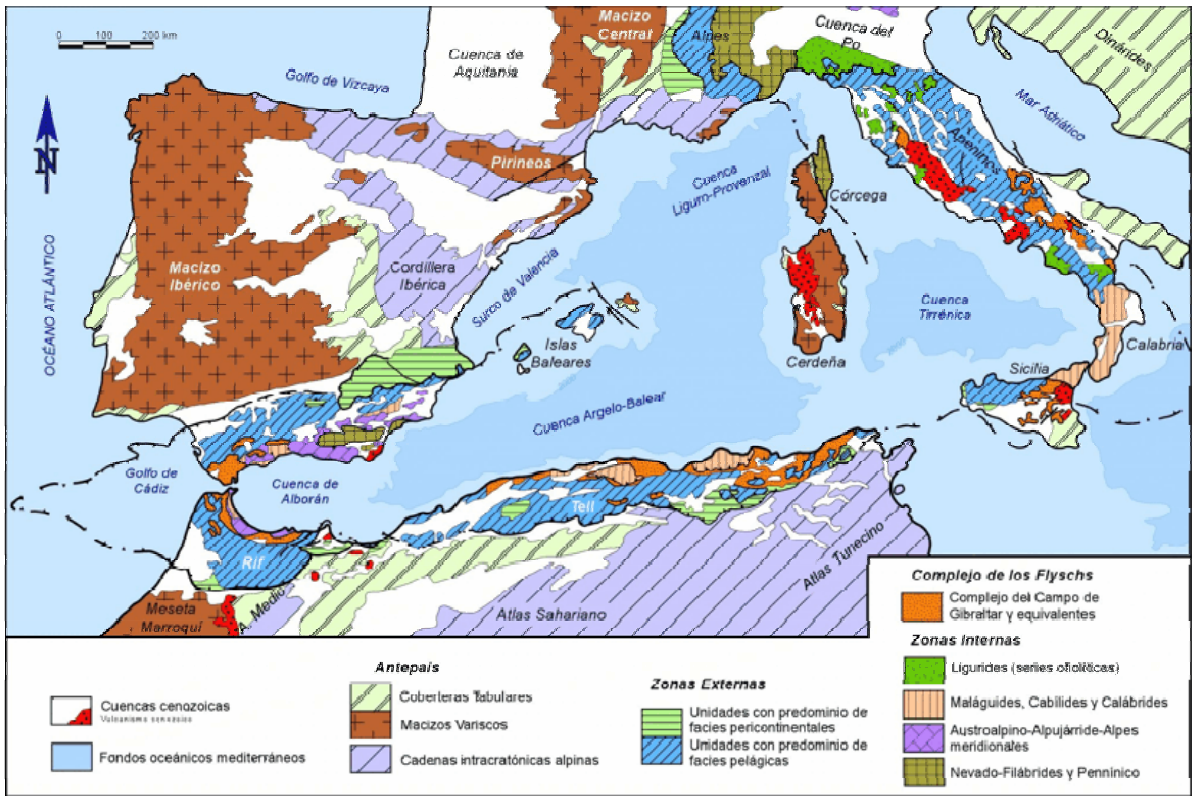 0 100 200 km
N
OCÉANO ATLÁNTICO
Golfo de Vizcaya
Cuenca de
Aquitania
Macizo
Central
Alpes
Cuenca del
Po
Dinárides
Mar Adriático
Apeninos
Pirineos
Cuenca
Liguro-Provenzal
Córcega
Macizo
Ibérico
Cordillera
Ibérica
Surco de Valencia
Islas
Baleares
Cerdeña
Cuenca
Tirrénica
Calabria
Sicilia
Cuenca Argelo-Balear
Golfo de
Cádiz
Cuenca de
Alborán
Tell
Rif
Meseta
Marroquí
A. Medio
Atlas Sahariano
Atlas Tunecino
Complejo de los Flyschs
Complejo del Campo de
Gibraltar y equivalentes
Zonas Internas
Ligúrides (series ofiolíticas)
Maláguides, Cabílides y Calábrides
Austroalpino-Alpujárride-Alpes
meridionales
Nevado-Filábrides y Pennínico
Zonas Externas
Unidades con predominio de
facies pericontinentales
Unidades con predominio de
facies pelágicas
Antepaís
Coberteras Tabulares
Macizos Variscos
Cadenas intracratónicas alpinas
Cuencas cenozoicas
Vulcanismo cenozoico
Fondos oceánicos mediterráneos